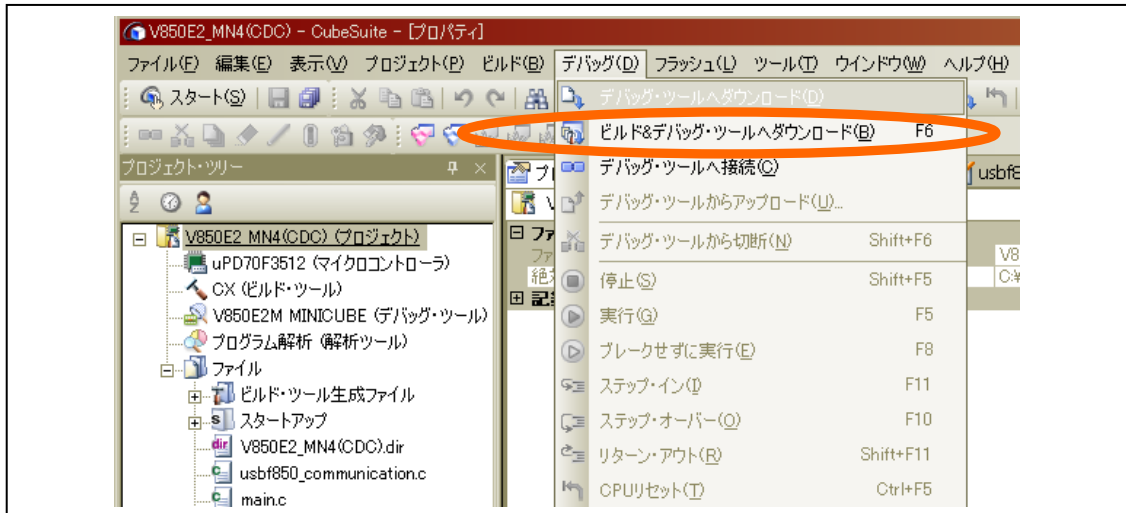 V850E2_MN4(CDC) - CubeSuite - [プロパティ]
ファイル(F) 編集(E) 表示(V) プロジェクト(P) ビルド(B) デバッグ(D) フラッシュ(L) ツール(T) ウインドウ(W) ヘルプ(H)
スタート(S)
デバッグ・ツールへダウンロード(D)
ビルド&デバッグ・ツールへダウンロード(B) F6
デバッグ・ツールへ接続(C)
デバッグ・ツールからアップロード(U)...
デバッグ・ツールから切断(N) Shift+F6
停止(S) Shift+F5
実行(G) F5
ブレークせずに実行(E) F8
ステップ・イン(I) F11
ステップ・オーバー(O) F10
リターン・アウト(R) Shift+F11
CPUリセット(T) Ctrl+F5
プロジェクト・ツリー
V850E2_MN4(CDC) (プロジェクト)
uPD70F3512 (マイクロコントローラ)
CX (ビルド・ツール)
V850E2M MINICUBE (デバッグ・ツール)
プログラム解析 (解析ツール)
ファイル
ビルド・ツール生成ファイル
スタートアップ
V850E2_MN4(CDC).dir
usbf850_communication.c
main.c